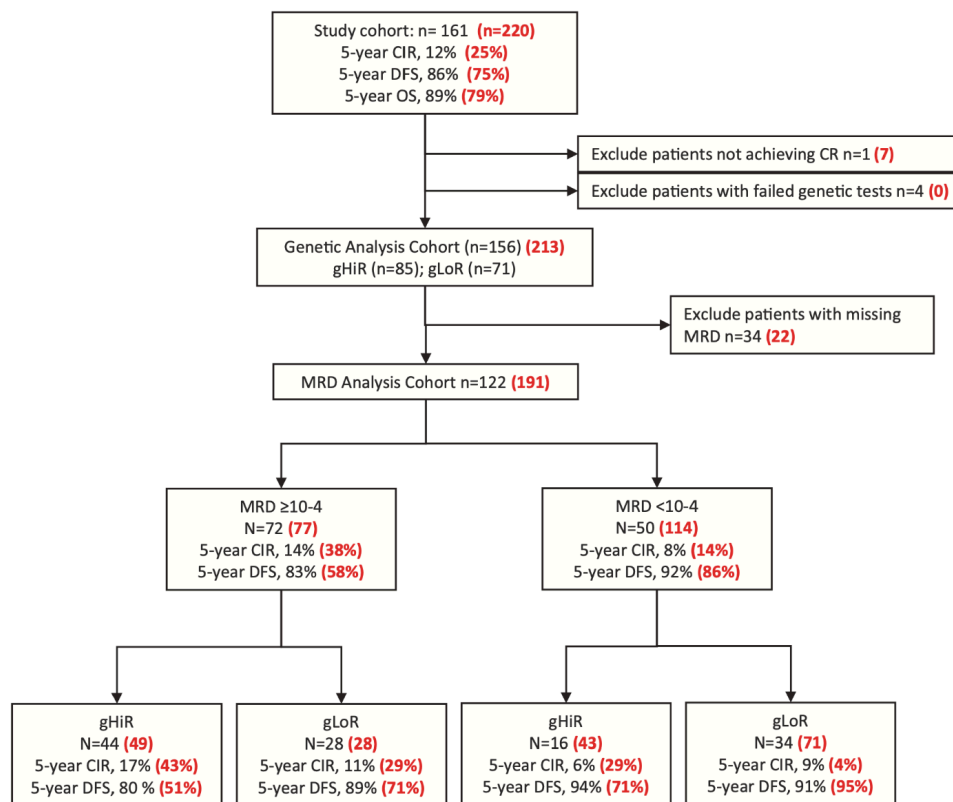 Study cohort: n= 161 (n=220)
5-year CIR, 12% (25%)
5-year DFS, 86% (75%)
5-year OS, 89% (79%)
Exclude patients not achieving CR n=1 (7)
Exclude patients with failed genetic tests n=4 (0)
Genetic Analysis Cohort (n=156) (213)
gHiR (n=85); gLoR (n=71)
Exclude patients with missing
MRD n=34 (22)
MRD Analysis Cohort n=122 (191)
MRD ≥10-4
N=72 (77)
5-year CIR, 14% (38%)
5-year DFS, 83% (58%)
MRD <10-4
N=50 (114)
5-year CIR, 8% (14%)
5-year DFS, 92% (86%)
gHiR
N=44 (49)
5-year CIR, 17% (43%)
5-year DFS, 80 % (51%)
gLoR
N=28 (28)
5-year CIR, 11% (29%)
5-year DFS, 89% (71%)
gHiR
N=16 (43)
5-year CIR, 6% (29%)
5-year DFS, 94% (71%)
gLoR
N=34 (71)
5-year CIR, 9% (4%)
5-year DFS, 91% (95%)